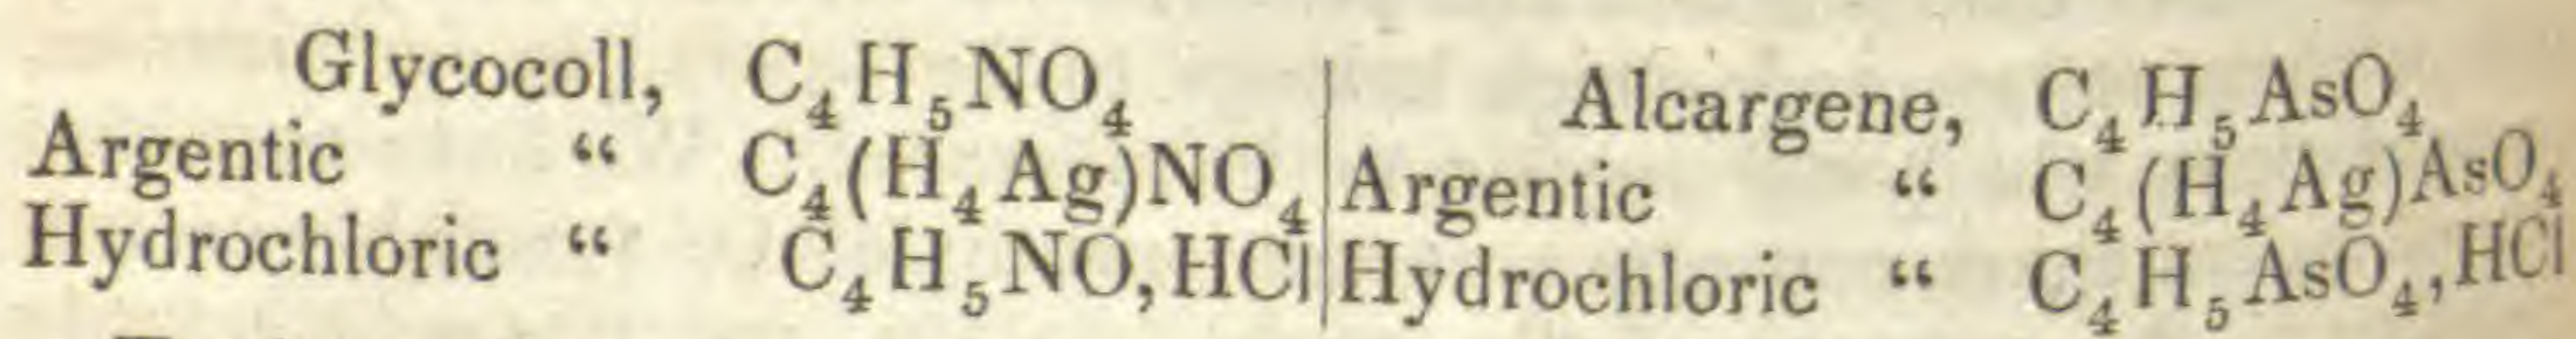 Glycocoll, C₄H₅NO₄ | Alcargene, C₄H₅AsO₄
Argentic “ C₄(H₄Ag)NO₄ | Argentic “ C₄(H₄Ag)AsO₄
Hydrochloric “ C₄H₅NO,HCl | Hydrochloric “ C₄H₅AsO₄,HCl